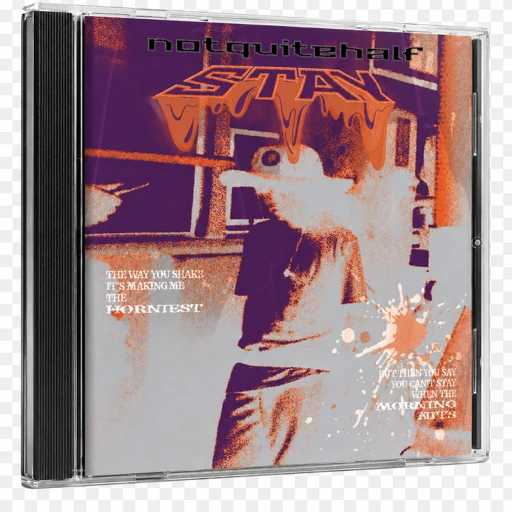 notquitehalf
STAY
THE WAY YOU SHAKE
IT'S MAKING ME
THE
HORNIEST
BUT THEN YOU SAY
YOU CAN'T STAY
WHEN THE
MORNING